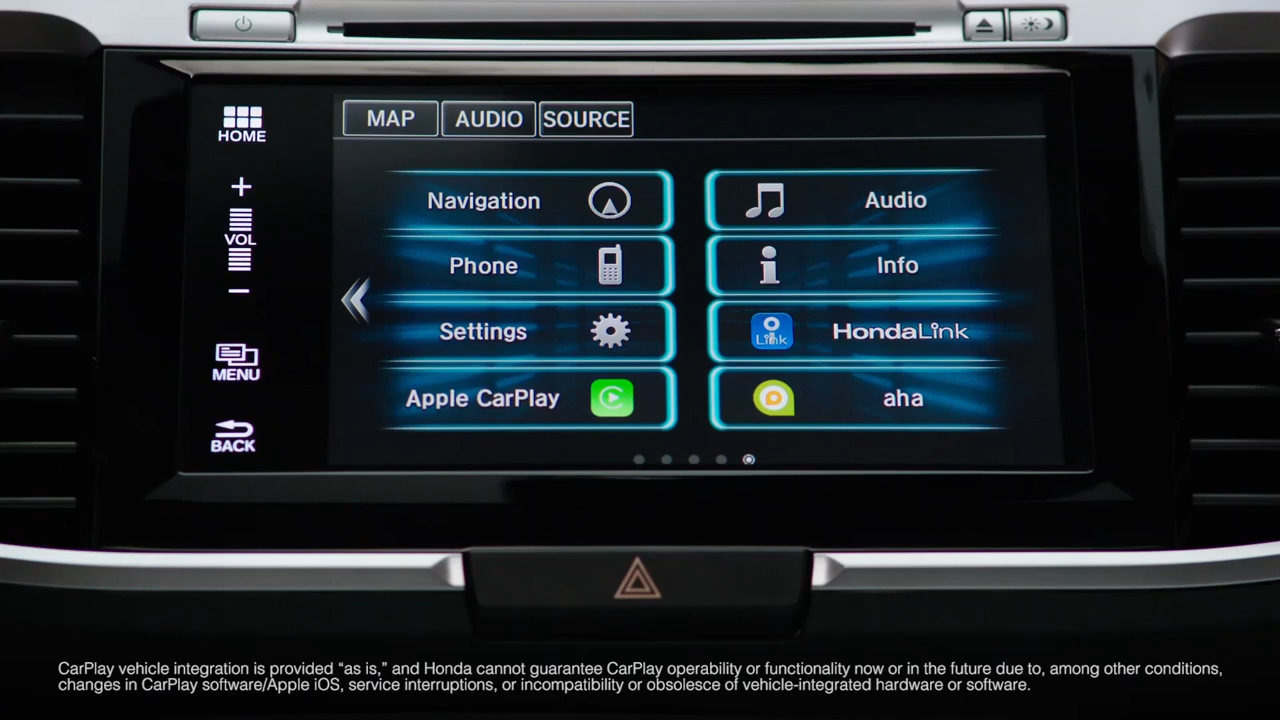 MAP AUDIO SOURCE
HOME
+
VOL
−
MENU
BACK
Navigation
Audio
Phone
Info
Settings
Link
HondaLink
Apple CarPlay
aha
CarPlay vehicle integration is provided “as is,” and Honda cannot guarantee CarPlay operability or functionality now or in the future due to, among other conditions,
changes in CarPlay software/Apple iOS, service interruptions, or incompatibility or obsolesce of vehicle-integrated hardware or software.